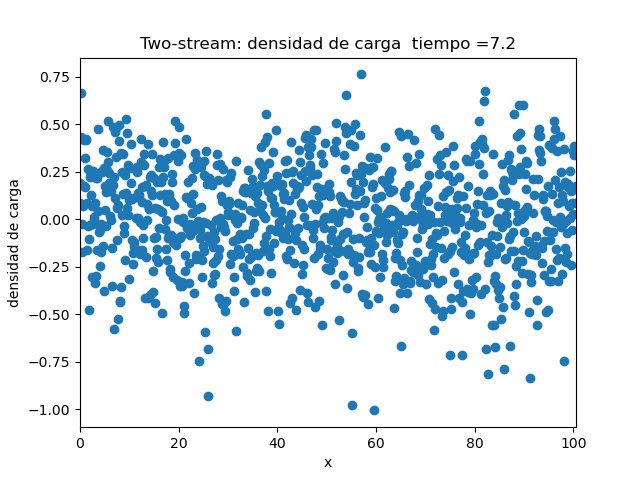 Two-stream: densidad de carga  tiempo =7.2
densidad de carga
0.75
0.50
0.25
0.00
−0.25
−0.50
−0.75
−1.00
0 20 40 60 80 100
x